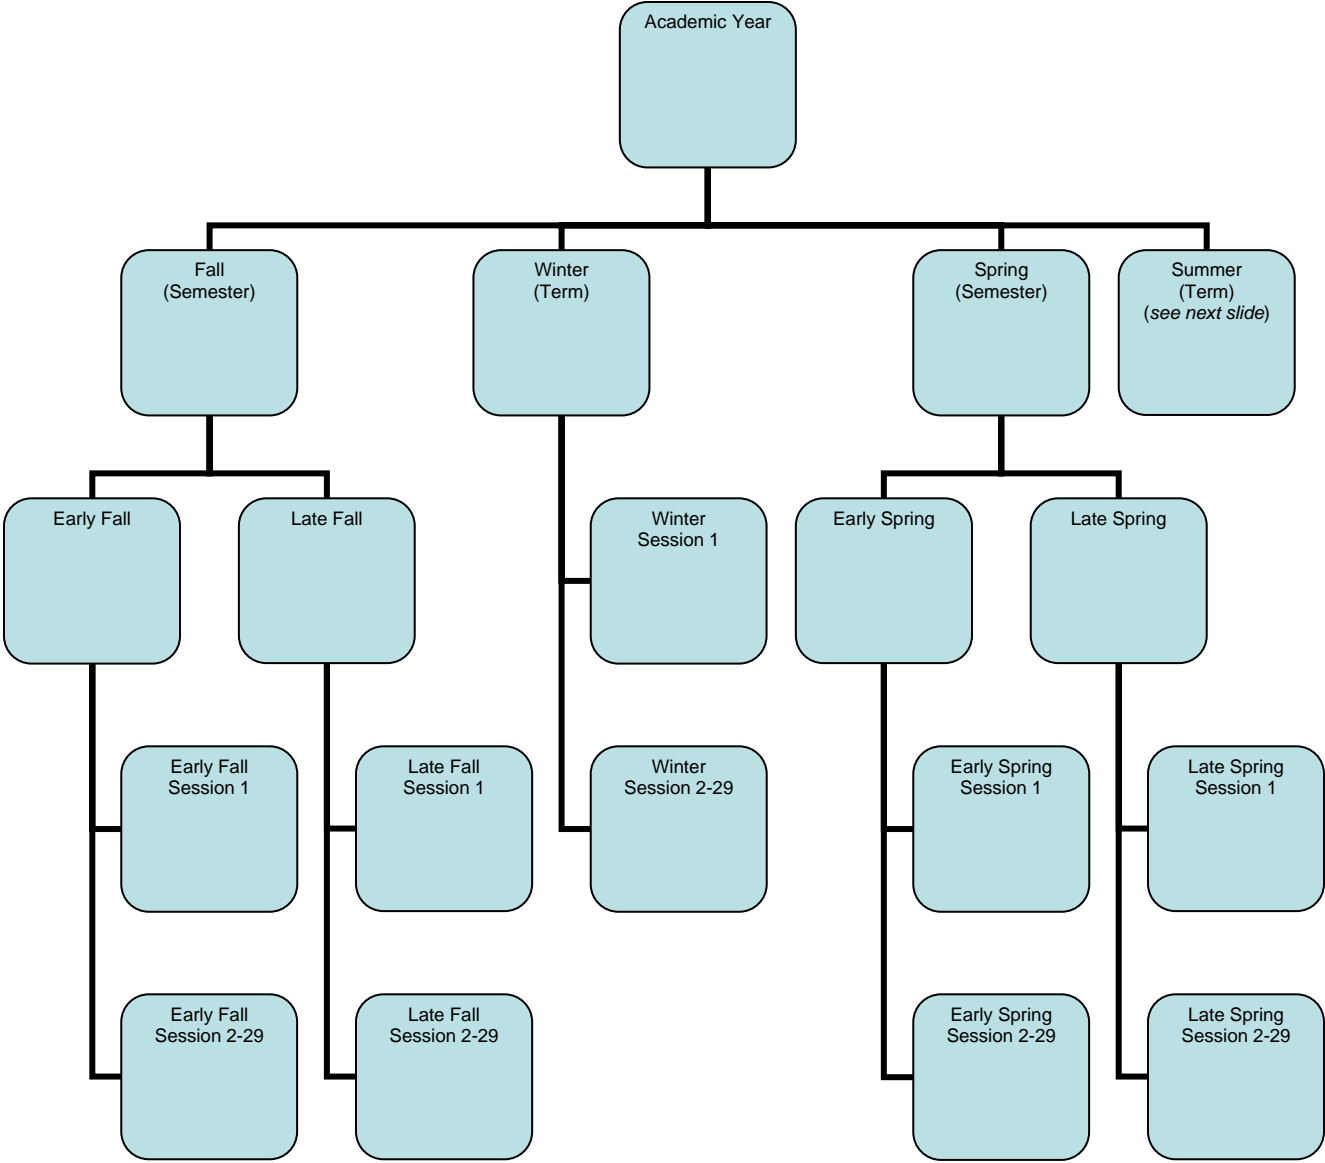 Academic Year
Fall
(Semester)
Winter
(Term)
Spring
(Semester)
Summer
(Term)
(see next slide)
Early Fall
Late Fall
Winter
Session 1
Early Spring
Late Spring
Early Fall
Session 1
Late Fall
Session 1
Winter
Session 2-29
Early Spring
Session 1
Late Spring
Session 1
Early Fall
Session 2-29
Late Fall
Session 2-29
Early Spring
Session 2-29
Late Spring
Session 2-29